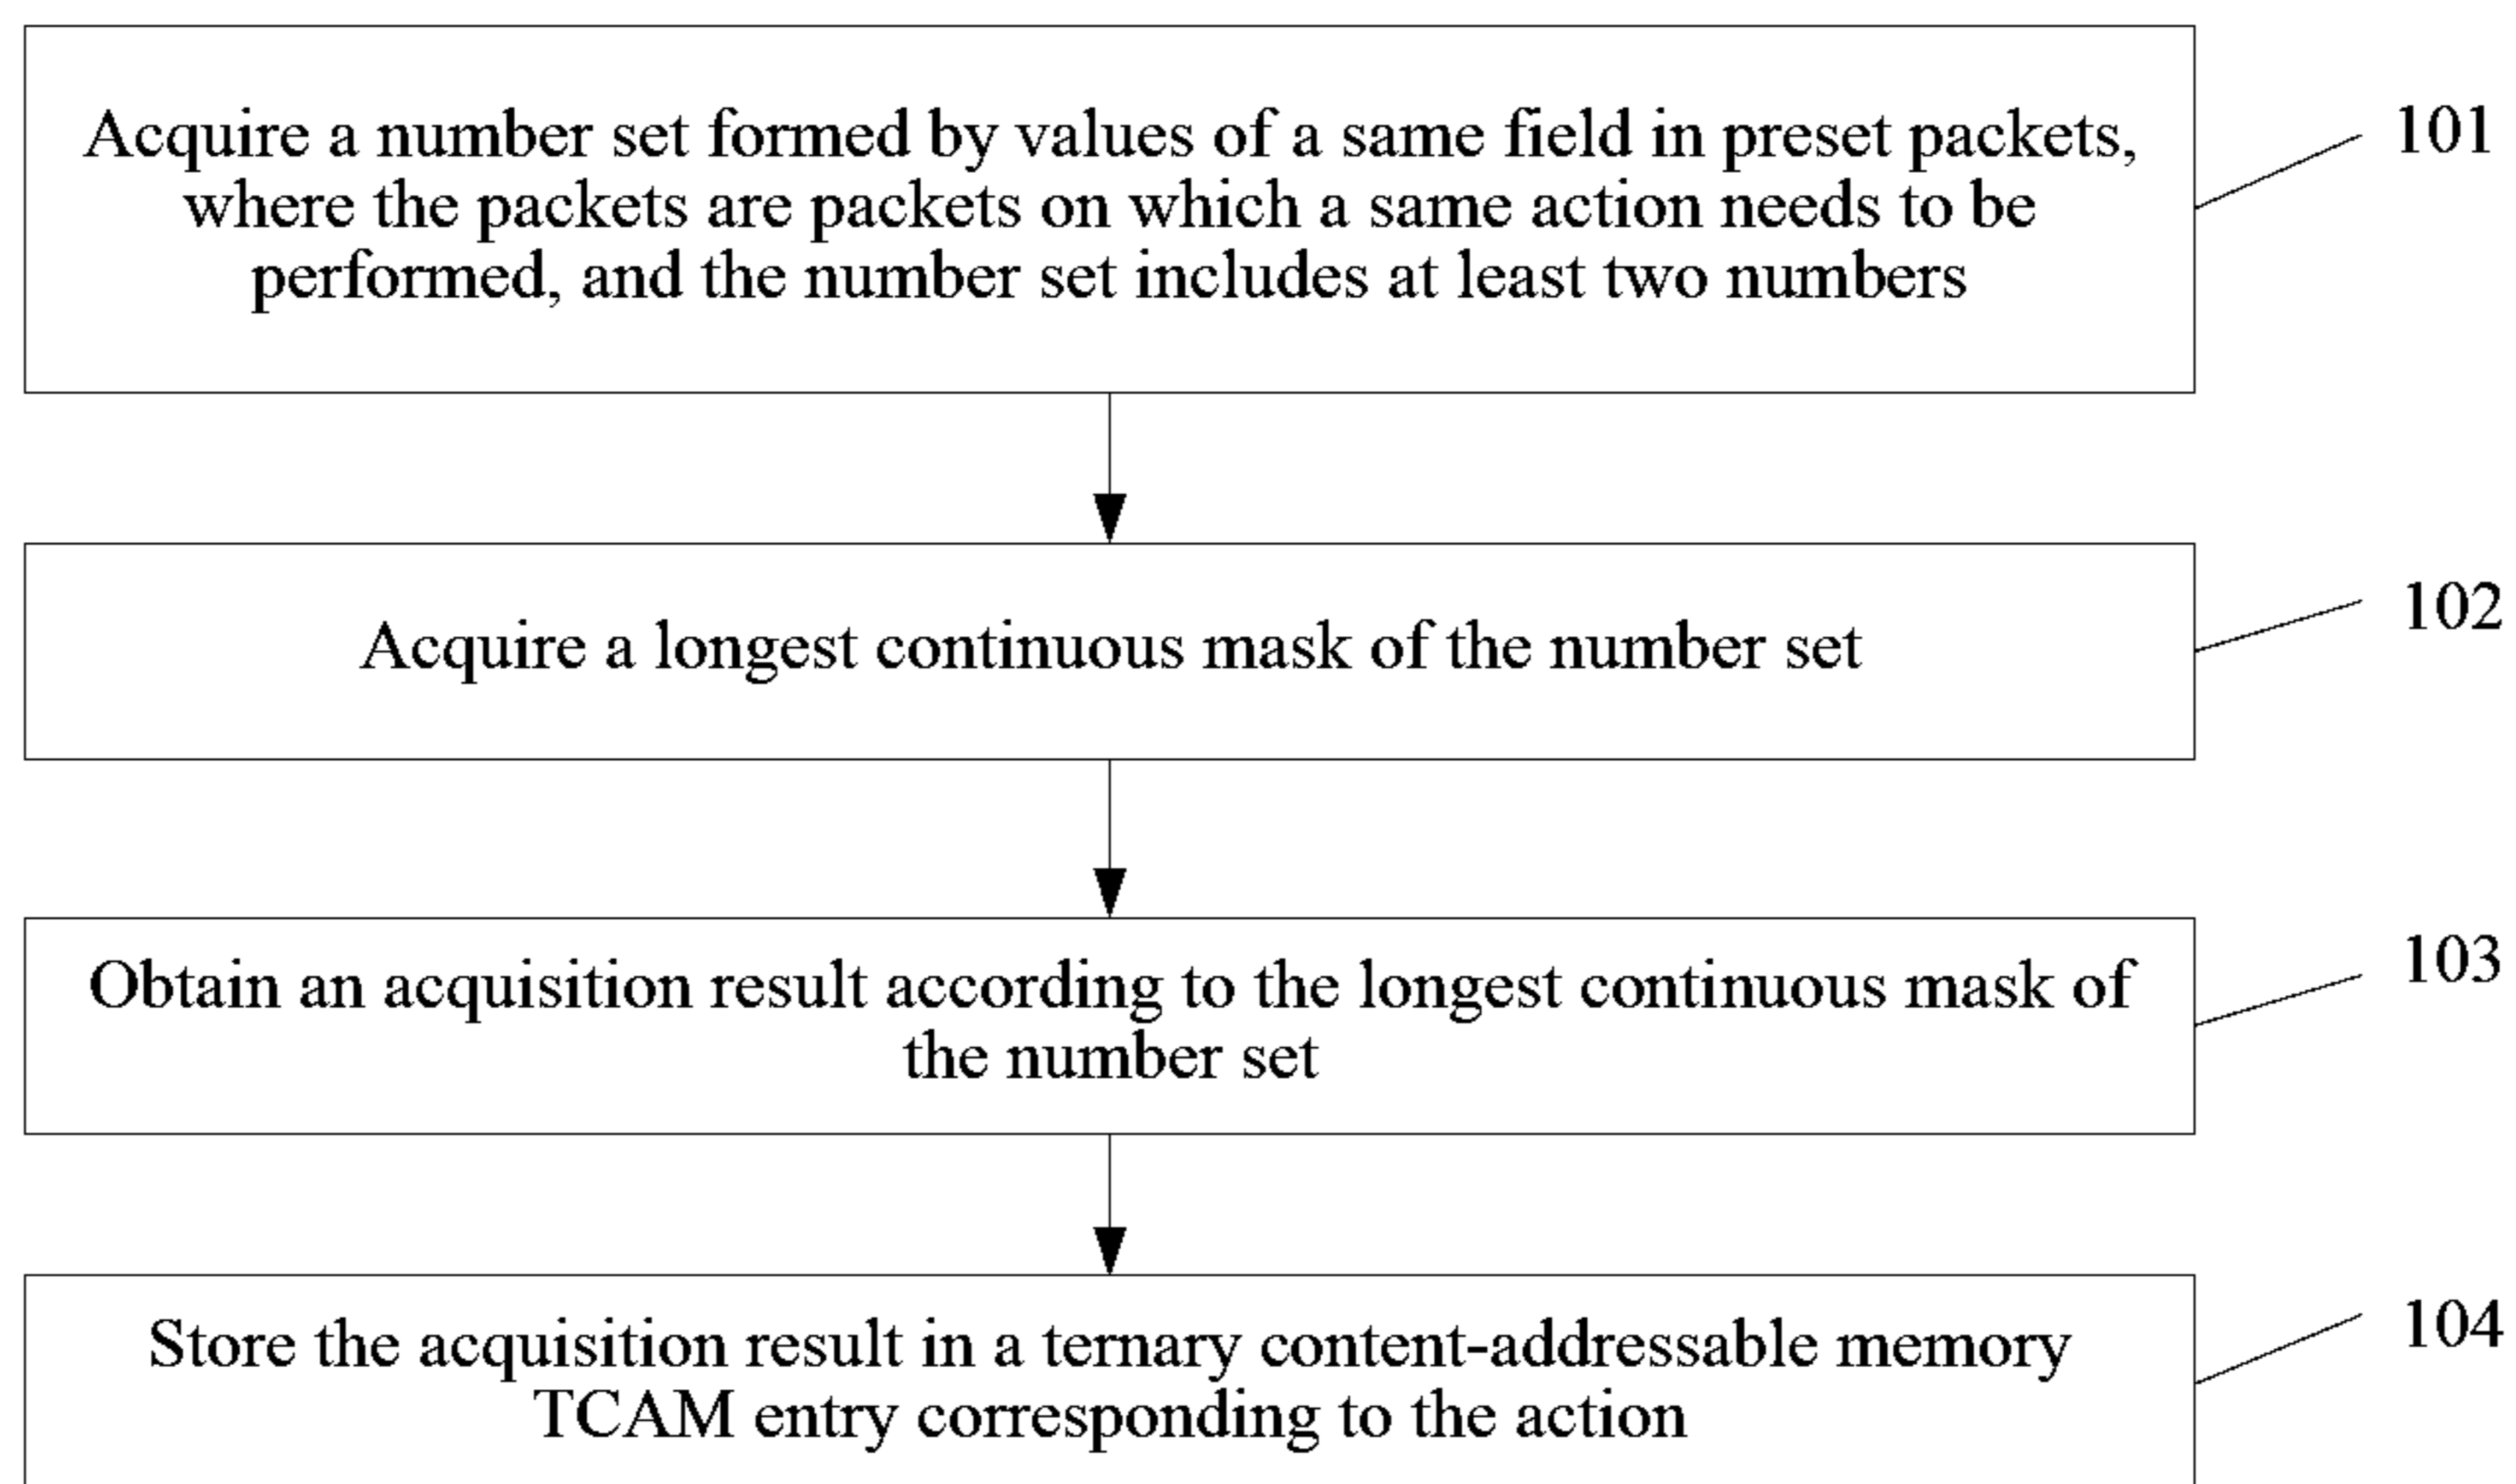 Acquire a number set formed by values of a same field in preset packets,
where the packets are packets on which a same action needs to be
performed, and the number set includes at least two numbers
101
Acquire a longest continuous mask of the number set
102
Obtain an acquisition result according to the longest continuous mask of
the number set
103
Store the acquisition result in a ternary content-addressable memory
TCAM entry corresponding to the action
104